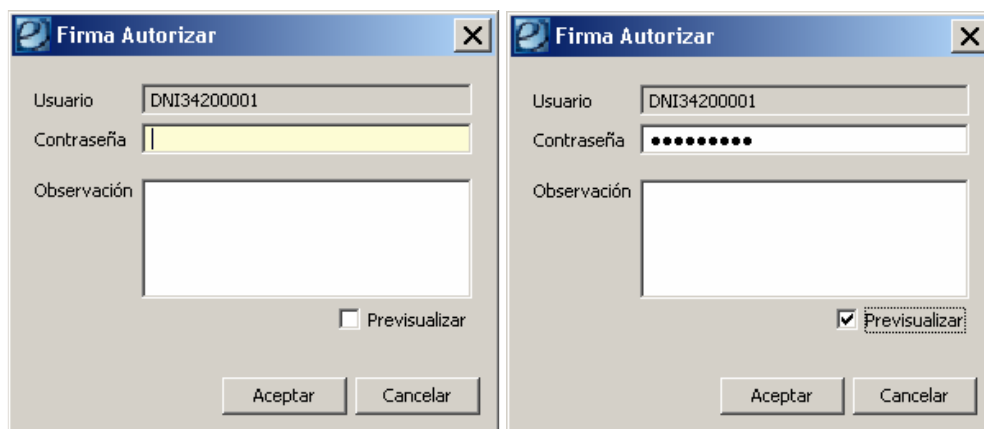 Firma Autorizar
Usuario DNI34200001
Contraseña
Observación
Previsualizar
Aceptar Cancelar
Firma Autorizar
Usuario DNI34200001
Contraseña ●●●●●●●●●
Observación
Previsualizar
Aceptar Cancelar